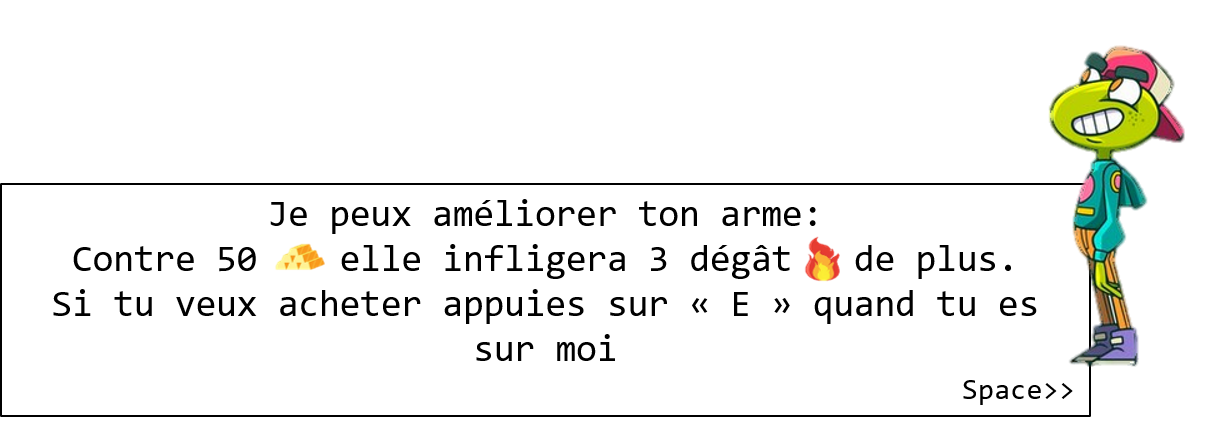 Je peux améliorer ton arme:
Contre 50 elle infligera 3 dégât de plus.
Si tu veux acheter appuies sur « E » quand tu es
sur moi
Space>>